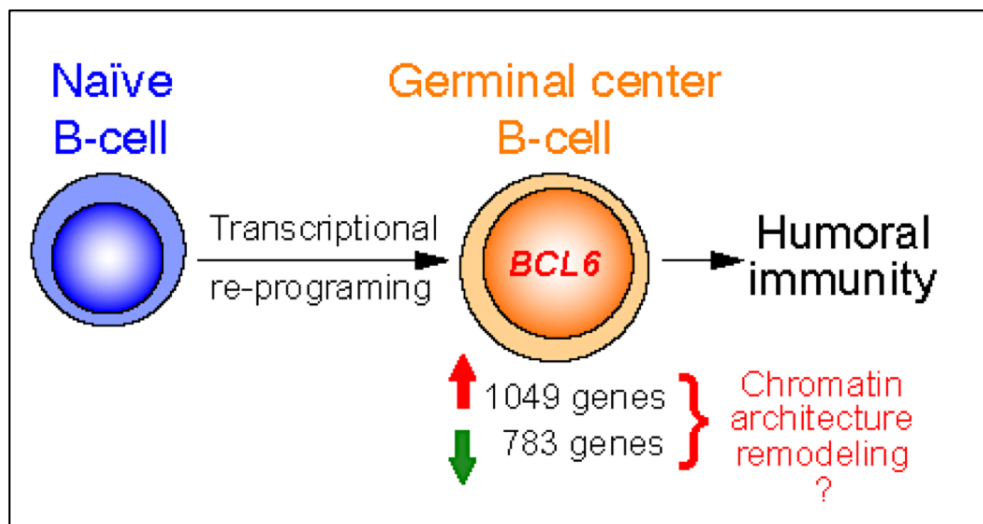 Naïve
B-cell
Germinal center
B-cell
Transcriptional
re-programing
BCL6
Humoral
immunity
1049 genes
783 genes
Chromatin
architecture
remodeling
?